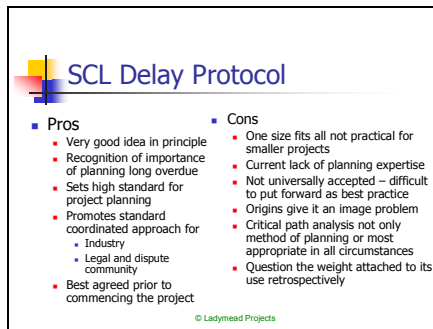 SCL Delay Protocol
Pros
Very good idea in principle
Recognition of importance
of planning long overdue
Sets high standard for
project planning
Promotes standard
coordinated approach for
Industry
Legal and dispute
community
Best agreed prior to
commencing the project
Cons
One size fits all not practical for
smaller projects
Current lack of planning expertise
Not universally accepted – difficult
to put forward as best practice
Origins give it an image problem
Critical path analysis not only
method of planning or most
appropriate in all circumstances
Question the weight attached to its
use retrospectively
© Ladymead Projects